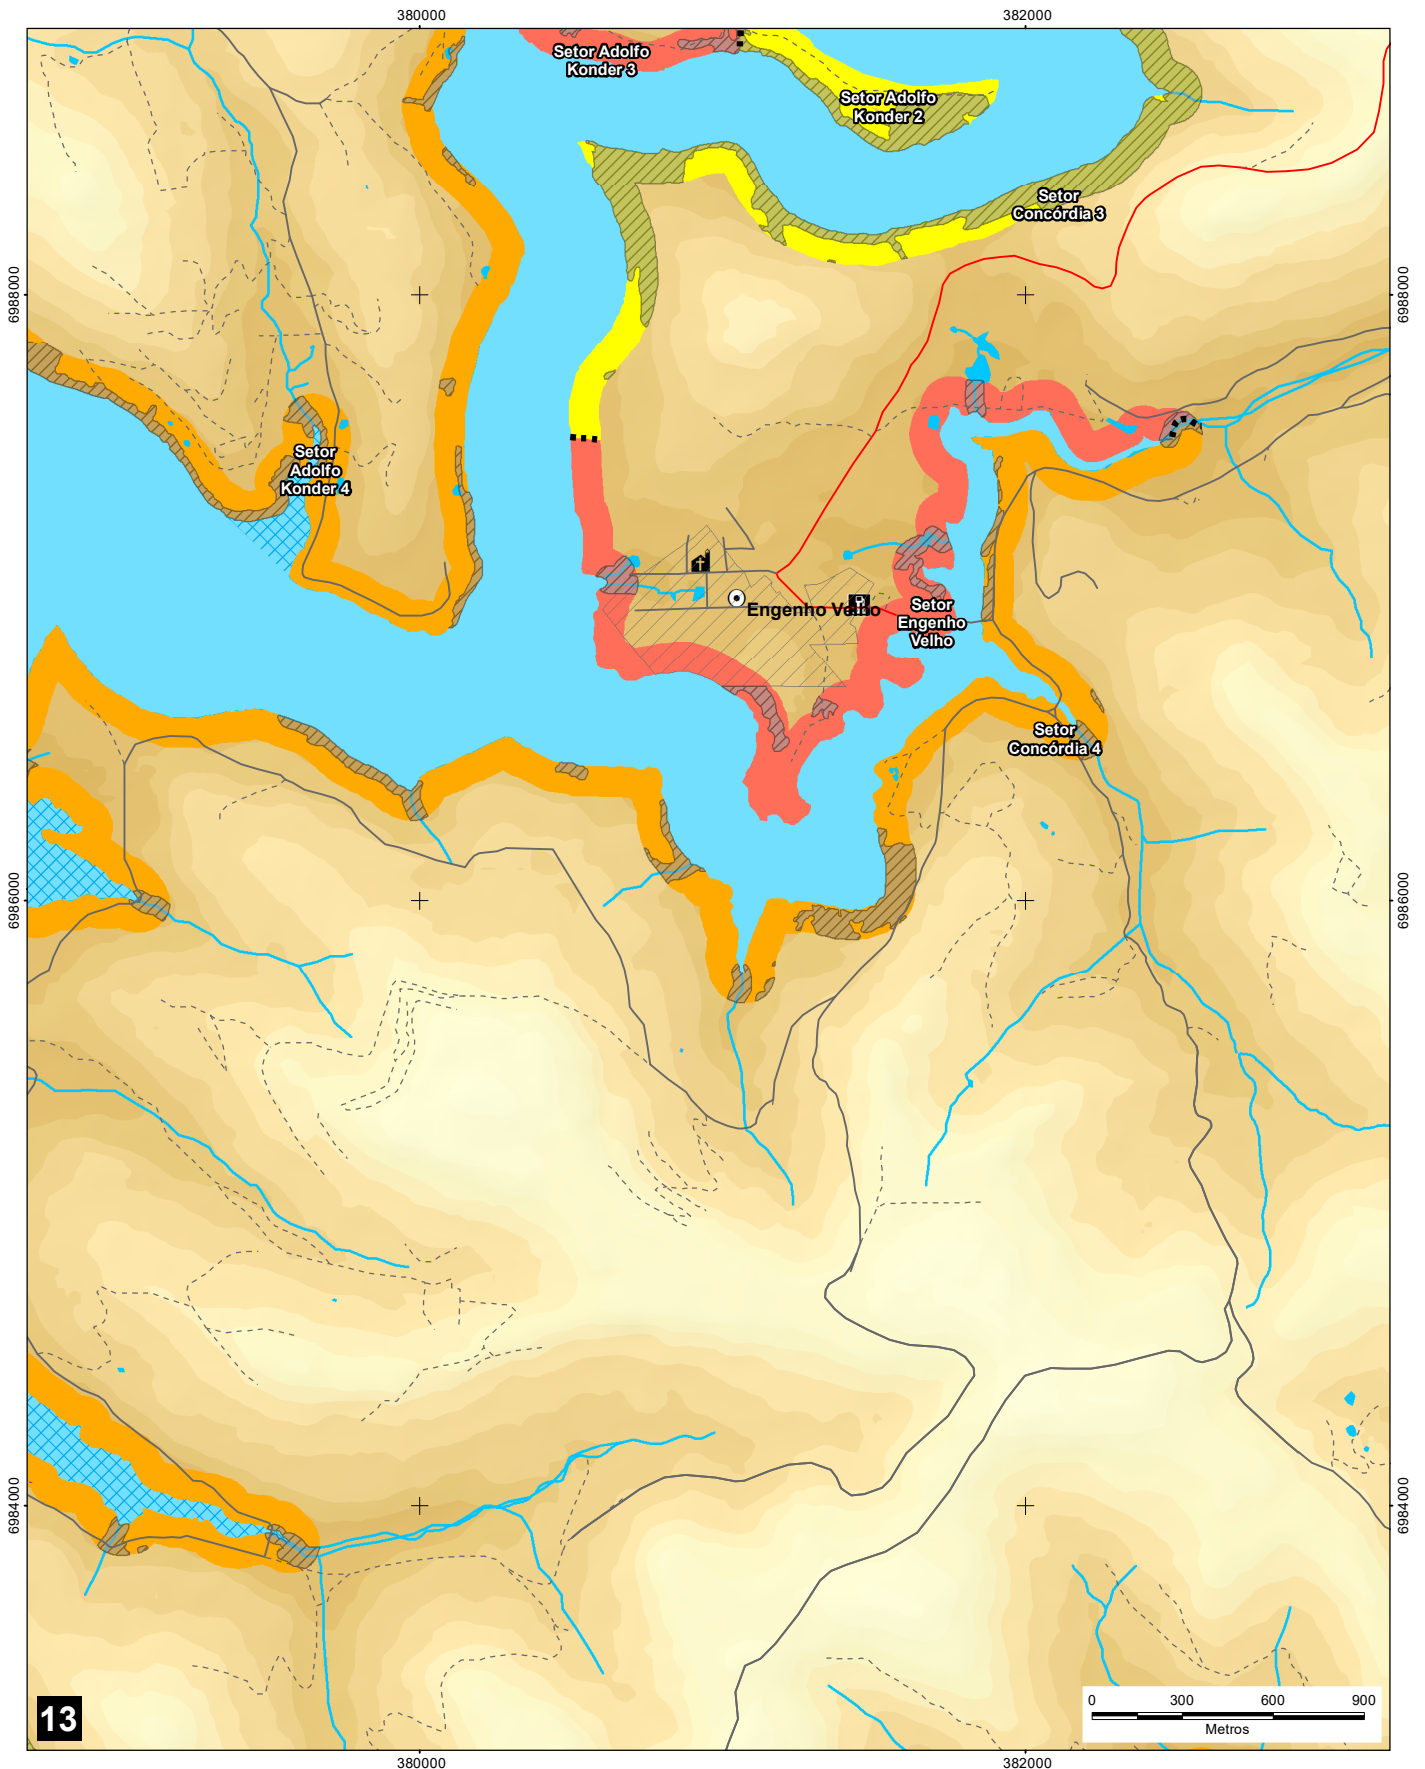 380000
382000
Setor Adolfo
Konder 3
Setor Adolfo
Konder 2
Setor
Concórdia 3
6988000
6988000
Setor
Adolfo
Konder 4
Engenho Velho
Setor
Engenho
Velho
Setor
Concórdia 4
6986000
6986000
6984000
6984000
13
0
300
600
900
Metros
380000
382000